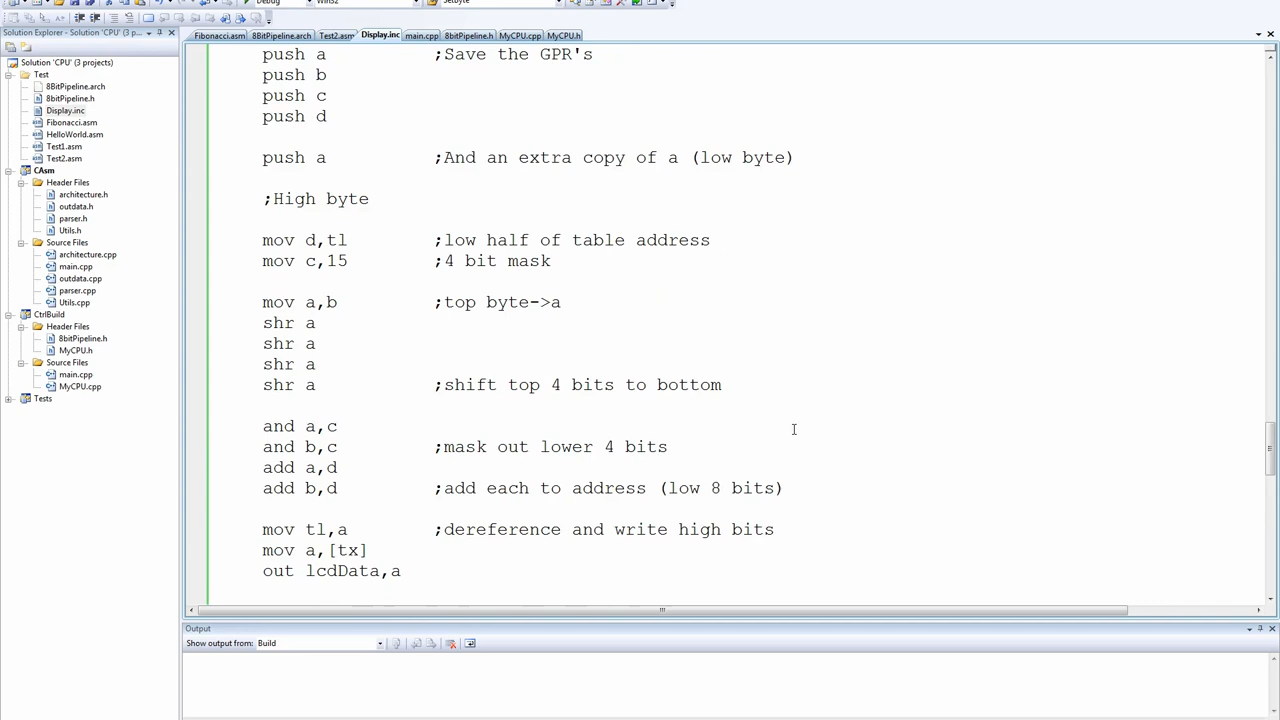 Debug
Win32
Setbyte
Solution Explorer - Solution 'CPU' (3 p...
Fibonacci.asm 8BitPipeline.arch Test2.asm Display.inc main.cpp 8bitPipeline.h MyCPU.cpp MyCPU.h
Solution 'CPU' (3 projects)
Test
8BitPipeline.arch
8bitPipeline.h
Display.inc
Fibonacci.asm
HelloWorld.asm
Test1.asm
Test2.asm
CAsm
Header Files
architecture.h
outdata.h
parser.h
Utils.h
Source Files
architecture.cpp
main.cpp
outdata.cpp
parser.cpp
Utils.cpp
CtrlBuild
Header Files
8bitPipeline.h
MyCPU.h
Source Files
main.cpp
MyCPU.cpp
Tests
push a ;Save the GPR's
push b
push c
push d
push a ;And an extra copy of a (low byte)
;High byte
mov d,tl ;low half of table address
mov c,15 ;4 bit mask
mov a,b ;top byte->a
shr a
shr a
shr a
shr a ;shift top 4 bits to bottom
and a,c
and b,c ;mask out lower 4 bits
add a,d
add b,d ;add each to address (low 8 bits)
mov tl,a ;dereference and write high bits
mov a,[tx]
out lcdData,a
Output
Show output from: Build